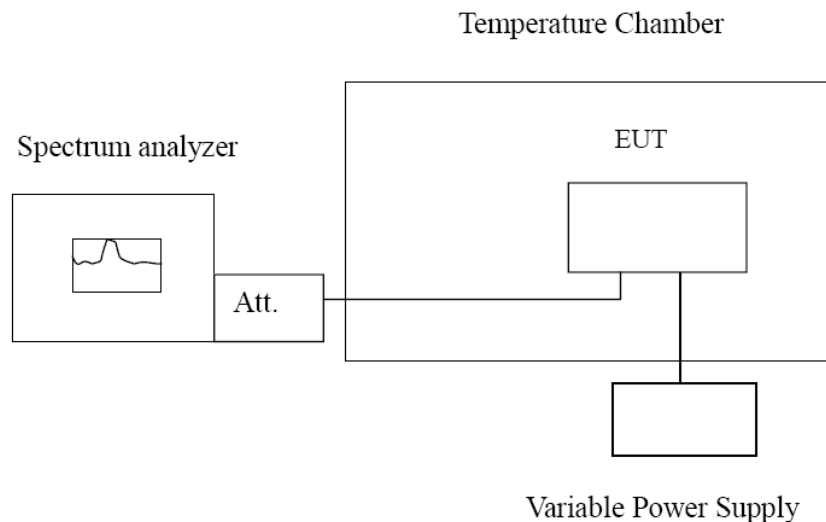 Temperature Chamber
Spectrum analyzer
EUT
Att.
Variable Power Supply